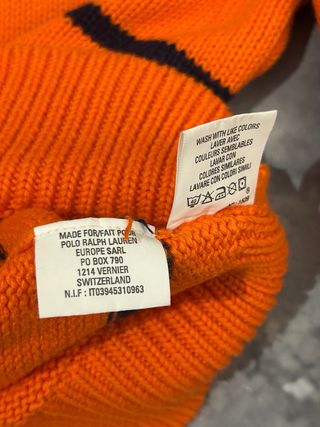 WASH WITH LIKE COLORS
LAVER AVEC
COULEURS SEMBLABLES
LAVAR CON
COLORES SIMILARES
LAVARE CON COLORI SIMILI
40
MADE FOR/FAIT POUR
POLO RALPH LAUREN
EUROPE SARL
PO BOX 790
1214 VERNIER
SWITZERLAND
N.I.F : IT03945310963